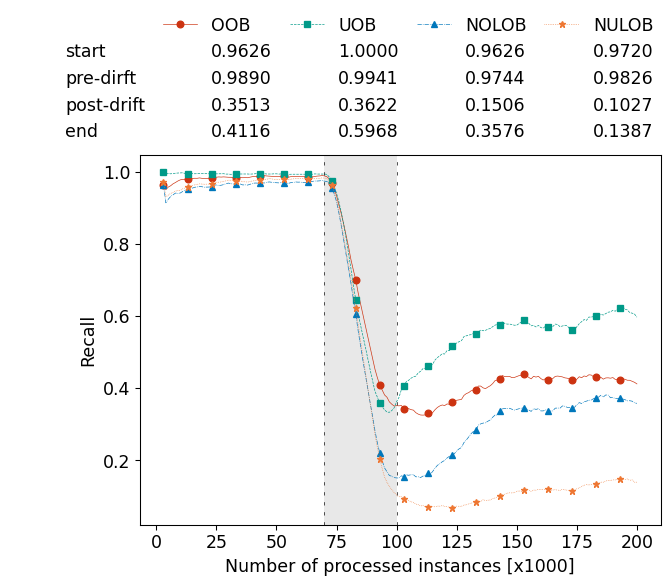 OOB UOB NOLOB NULOB
start 0.9626 1.0000 0.9626 0.9720
pre-dirft 0.9890 0.9941 0.9744 0.9826
post-drift 0.3513 0.3622 0.1506 0.1027
end 0.4116 0.5968 0.3576 0.1387
1.0
0.8
0.6
0.4
0.2
Recall
0 25 50 75 100 125 150 175 200
Number of processed instances [x1000]